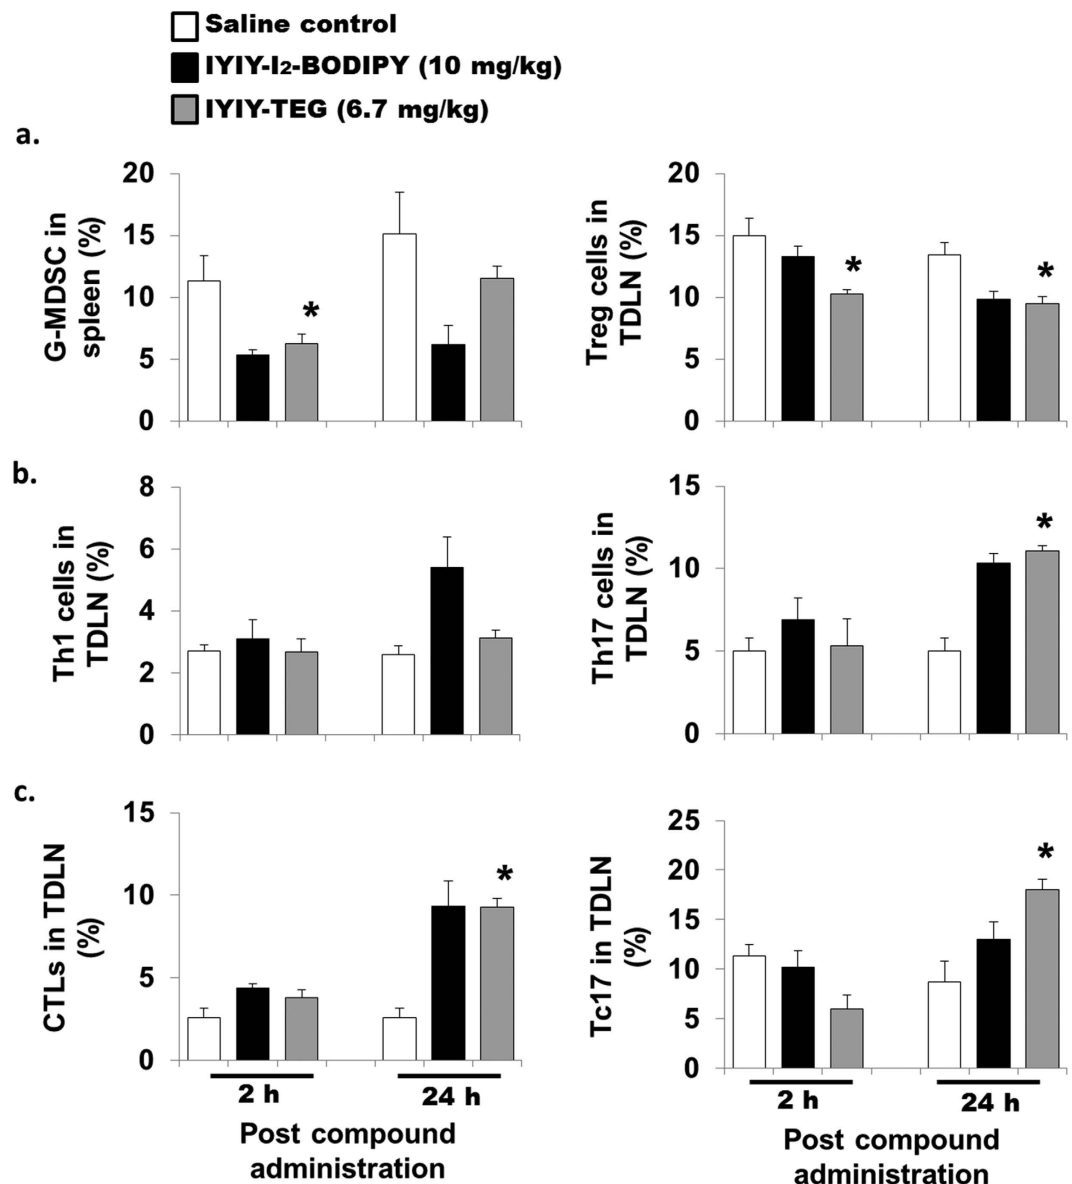 Saline control
IYIY-I₂-BODIPY (10 mg/kg)
IYIY-TEG (6.7 mg/kg)
a.
G-MDSC in
spleen (%)
20
15
10
5
0
*
Treg cells in
TDLN (%)
20
15
10
5
0
*
*
b.
Th1 cells in
TDLN (%)
8
6
4
2
0
Th17 cells in
TDLN (%)
15
10
5
0
*
c.
CTLs in TDLN
(%)
15
10
5
0
*
2 h
24 h
Post compound
administration
Tc17 in TDLN
(%)
25
20
15
10
5
0
*
2 h
24 h
Post compound
administration